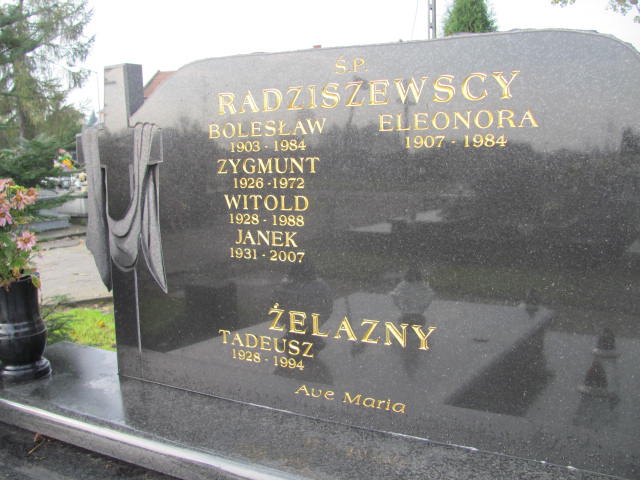 Ś.P.
RADZISZEWSCY
BOLESŁAW ELEONORA
1903 - 1984 1907 - 1984
ZYGMUNT
1926 - 1972
WITOLD
1928 - 1988
JANEK
1931 - 2007
ŻELAZNY
TADEUSZ
1928 - 1994
Ave Maria